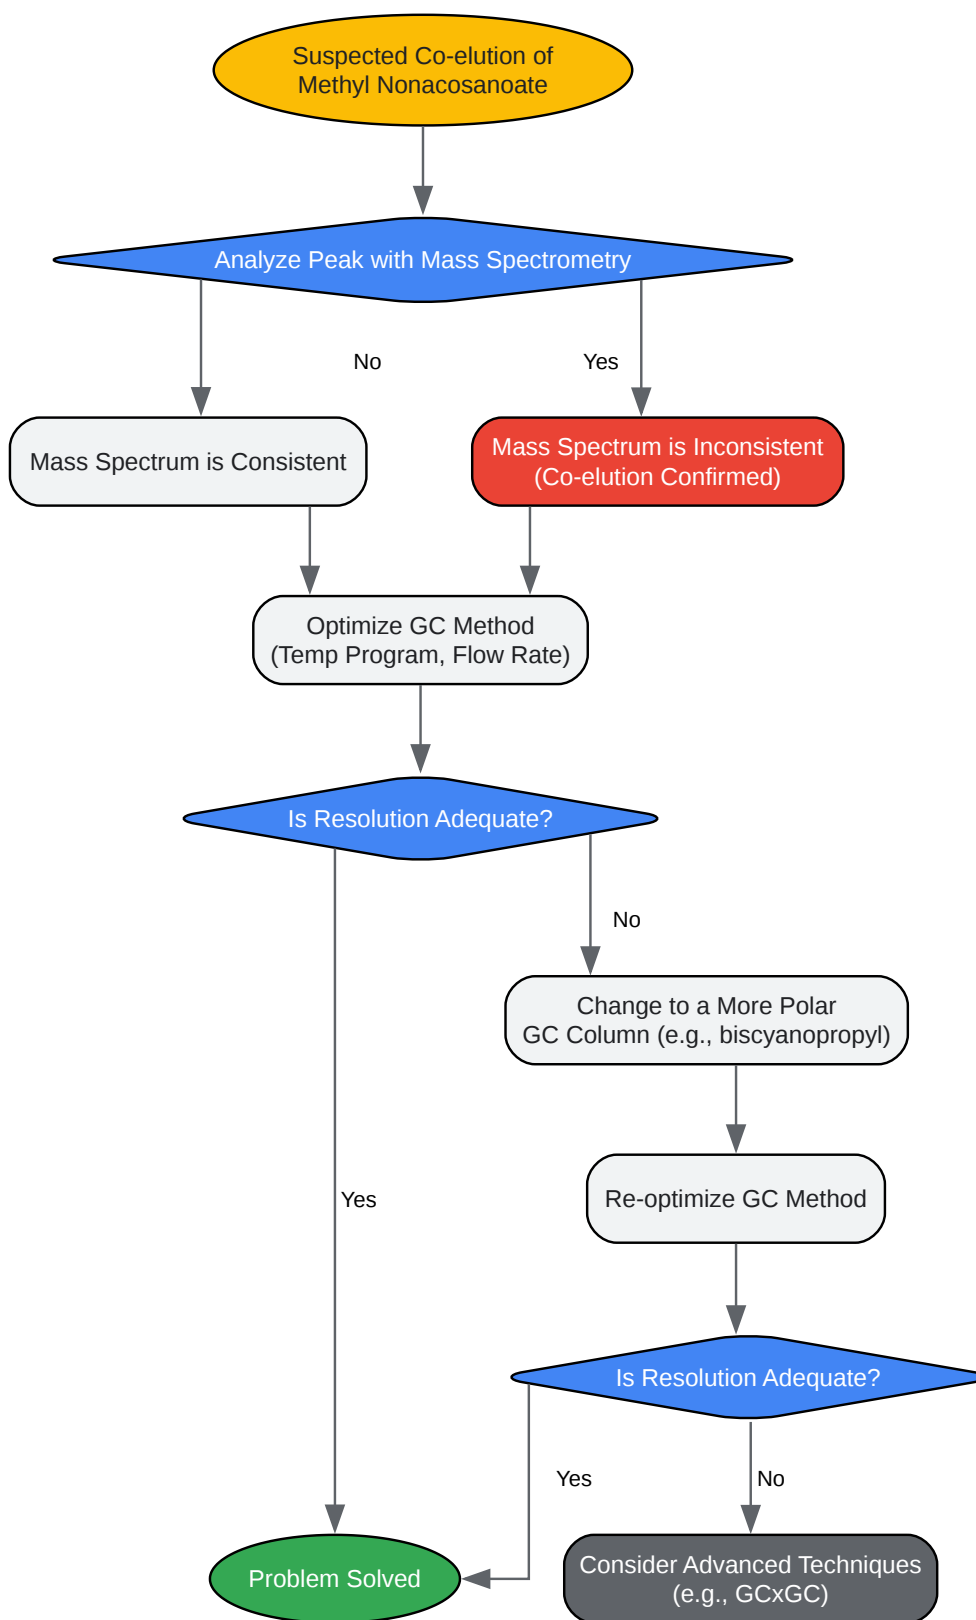 Suspected Co-elution of
Methyl Nonacosanoate
Analyze Peak with Mass Spectrometry
No
Yes
Mass Spectrum is Consistent
Mass Spectrum is Inconsistent
(Co-elution Confirmed)
Optimize GC Method
(Temp Program, Flow Rate)
Is Resolution Adequate?
No
Change to a More Polar
GC Column (e.g., biscyanopropyl)
Yes
Re-optimize GC Method
Is Resolution Adequate?
Yes
No
Problem Solved
Consider Advanced Techniques
(e.g., GCxGC)